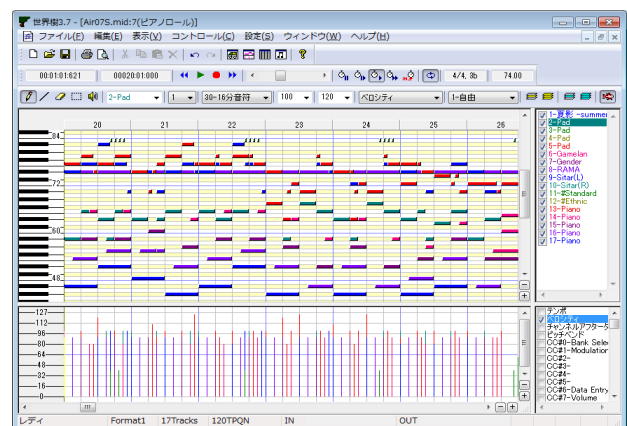 世界樹3.7 - [Air07S.mid:7(ピアノロール)]
ファイル(F) 編集(E) 表示(V) コントロール(C) 設定(S) ウィンドウ(W) ヘルプ(H)
00:01:01:621 00020:01:000 4/4, 3b 74.00
2-Pad 1 (30-16分音符 100 120 (ベロシティ 1-自由
20 21 22 23 24 25 26
84
72
60
48
1-夏影 -summer
2-Pad
3-Pad
4-Pad
5-Pad
6-Gamelan
7-Gender
8-RAMA
9-Sitar(L)
10-Sitar(R)
11-#Standard
12-#Ethnic
13-Piano
14-Piano
15-Piano
16-Piano
17-Piano
127
112
96
80
64
48
32
16
0
テンポ
ベロシティ
チャンネルアフタータ
ピッチベンド
CC#0-Bank Sele
CC#1-Modulation
CC#2-
CC#3-
CC#4-
CC#5-
CC#6-Data Entry
CC#7-Volume
レディ Format1 17Tracks 120TPQN IN OUT